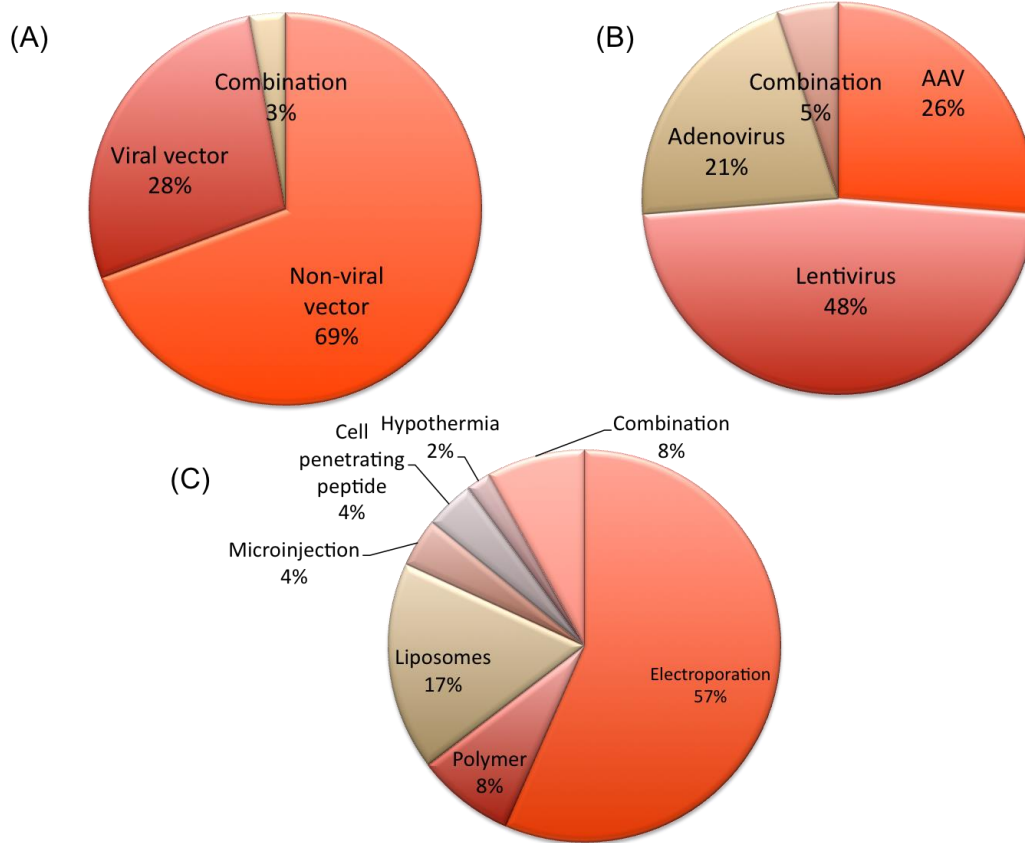 (A)
Combination
3%
Viral vector
28%
Non-viral
vector
69%
(B)
AAV
26%
Combination
5%
Adenovirus
21%
Lentivirus
48%
(C)
Hypothermia
2%
Combination
8%
Cell
penetrating
peptide
4%
Microinjection
4%
Liposomes
17%
Electroporation
57%
Polymer
8%